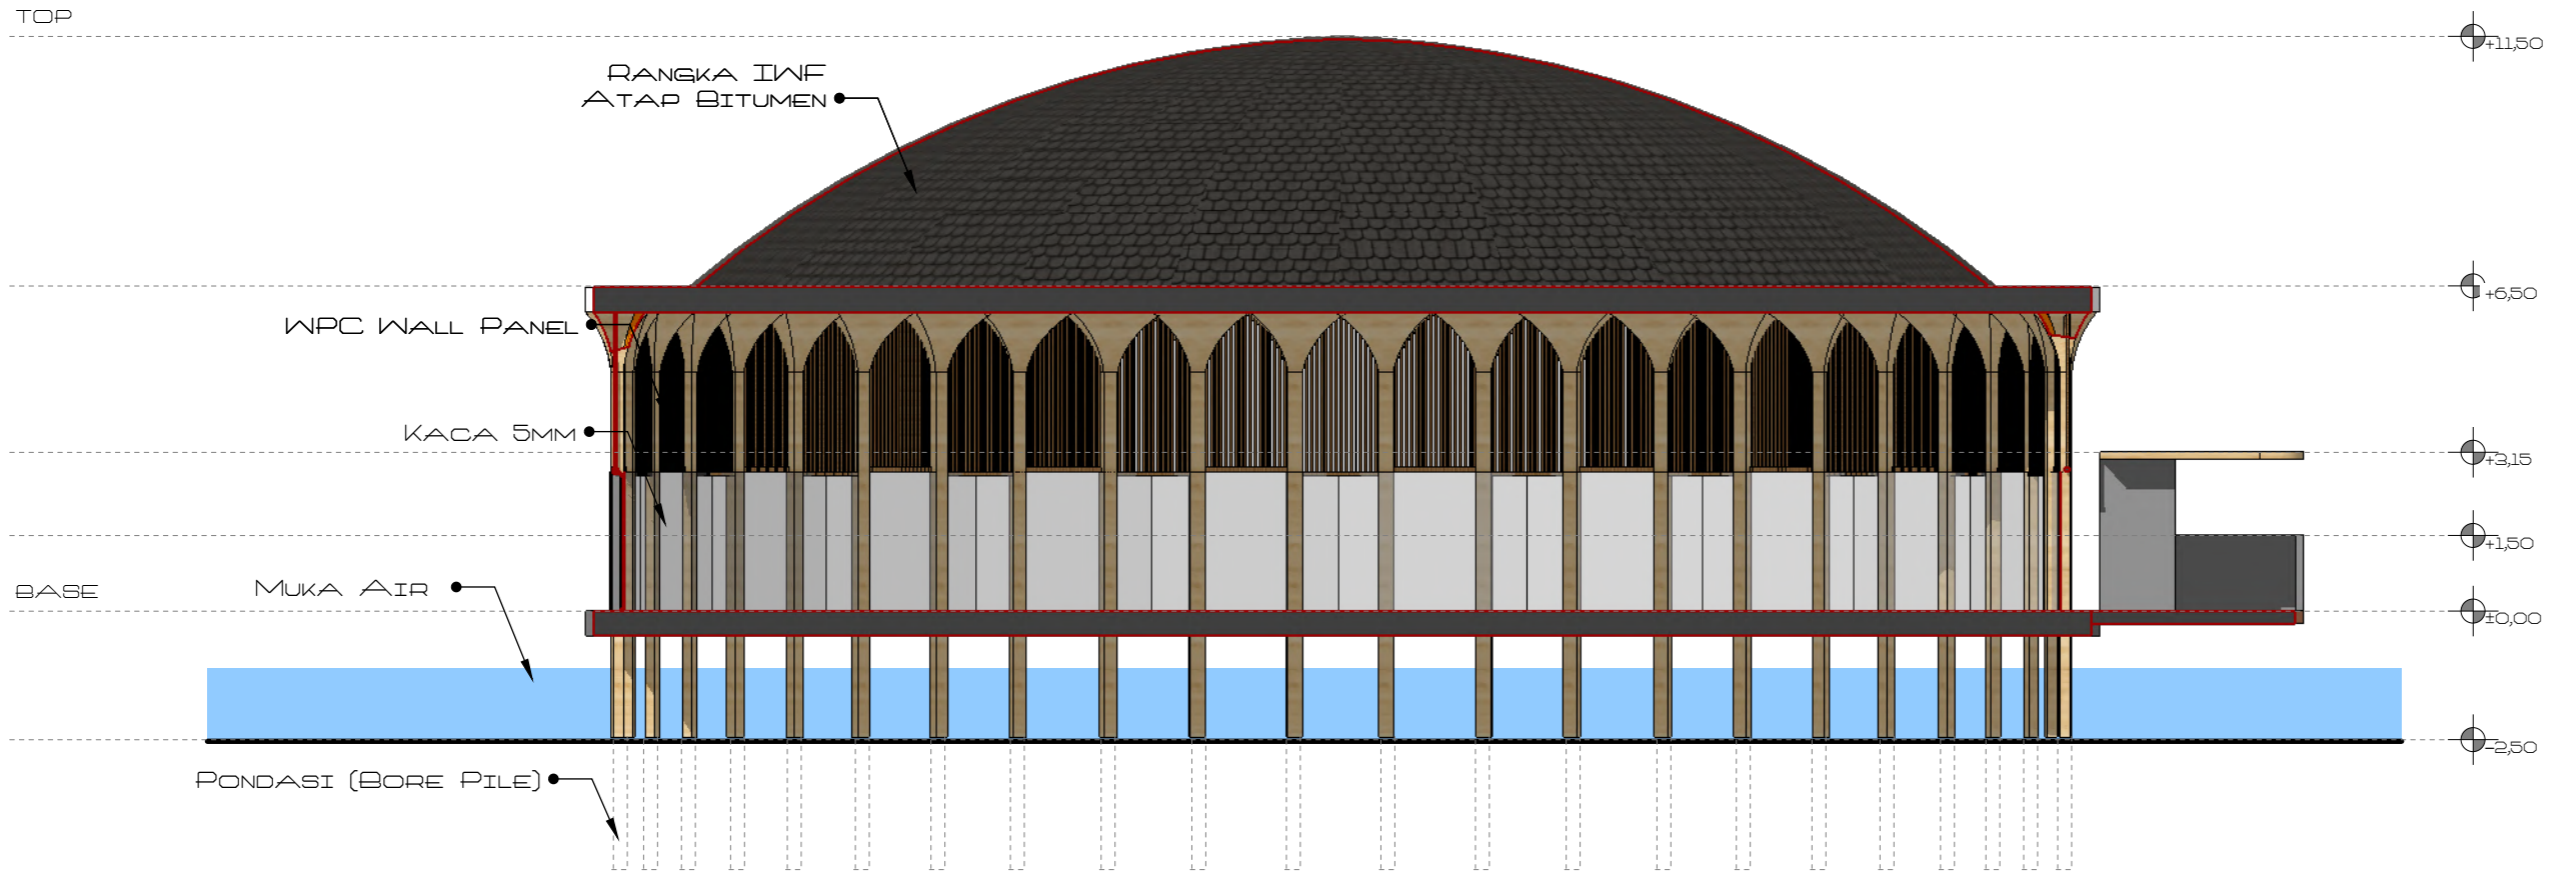 TOP
+11,50
RANGKA IWF
ATAP BITUMEN
+6,50
WPC WALL PANEL
KACA 5MM
+3,15
+1,50
BASE
MUKA AIR
±0,00
-2,50
PONDASI (BORE PILE)